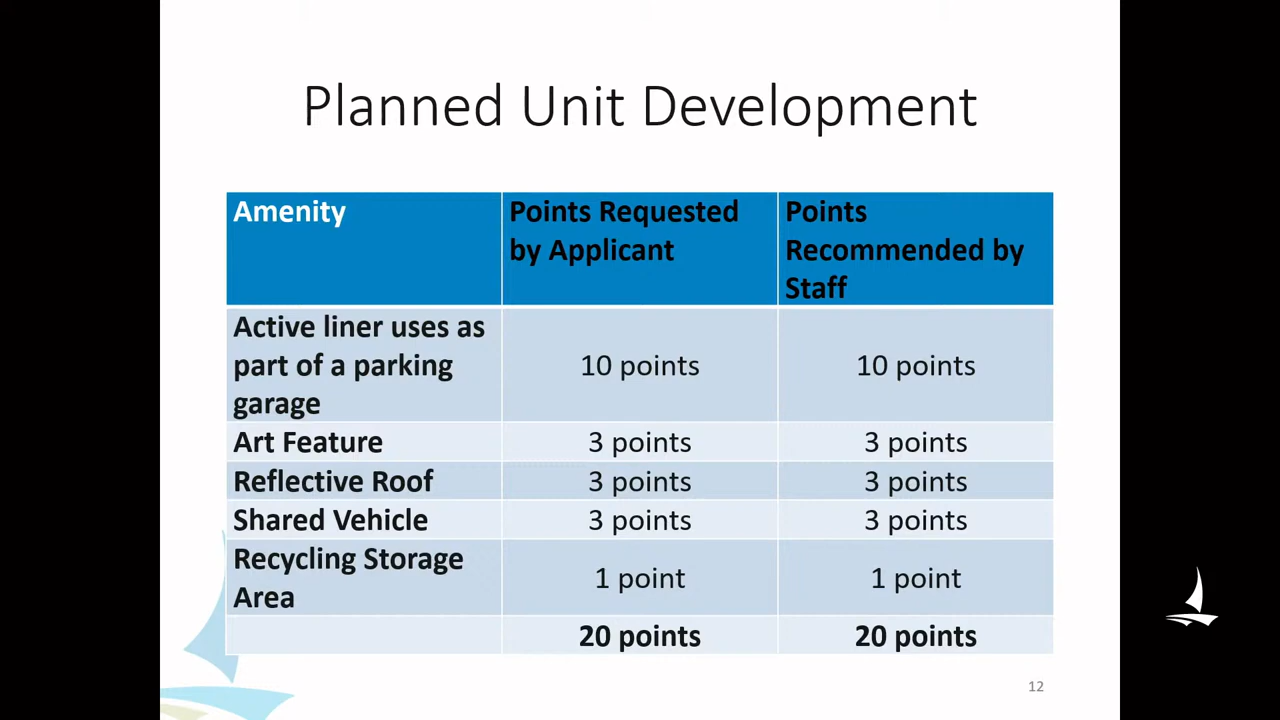 Planned Unit Development
Amenity
Points Requested
by Applicant
Points
Recommended by
Staff
Active liner uses as
part of a parking
garage
10 points
10 points
Art Feature
3 points
3 points
Reflective Roof
3 points
3 points
Shared Vehicle
3 points
3 points
Recycling Storage
Area
1 point
1 point
20 points
20 points
12